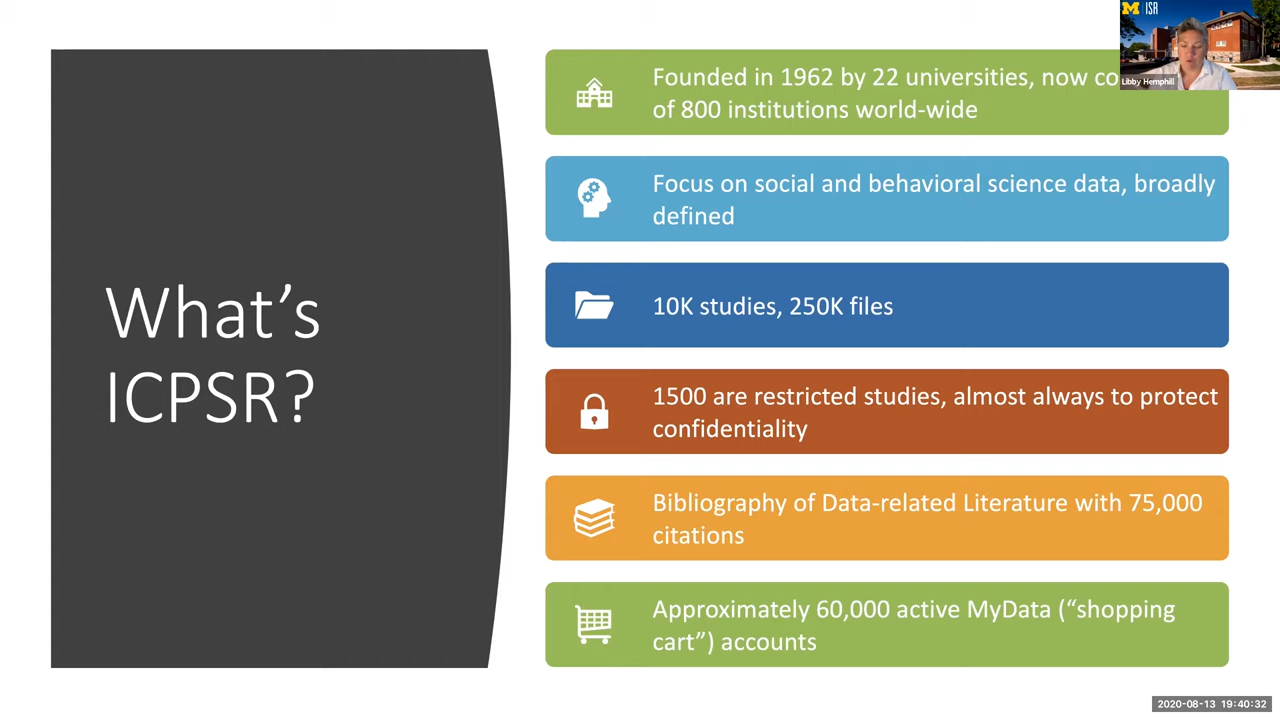 What's
ICPSR?
Founded in 1962 by 22 universities, now co
of 800 institutions world-wide
Focus on social and behavioral science data, broadly
defined
10K studies, 250K files
1500 are restricted studies, almost always to protect
confidentiality
Bibliography of Data-related Literature with 75,000
citations
Approximately 60,000 active MyData (“shopping
cart”) accounts
M ISR
Libby Hemphill
2020-08-13 19:40:32